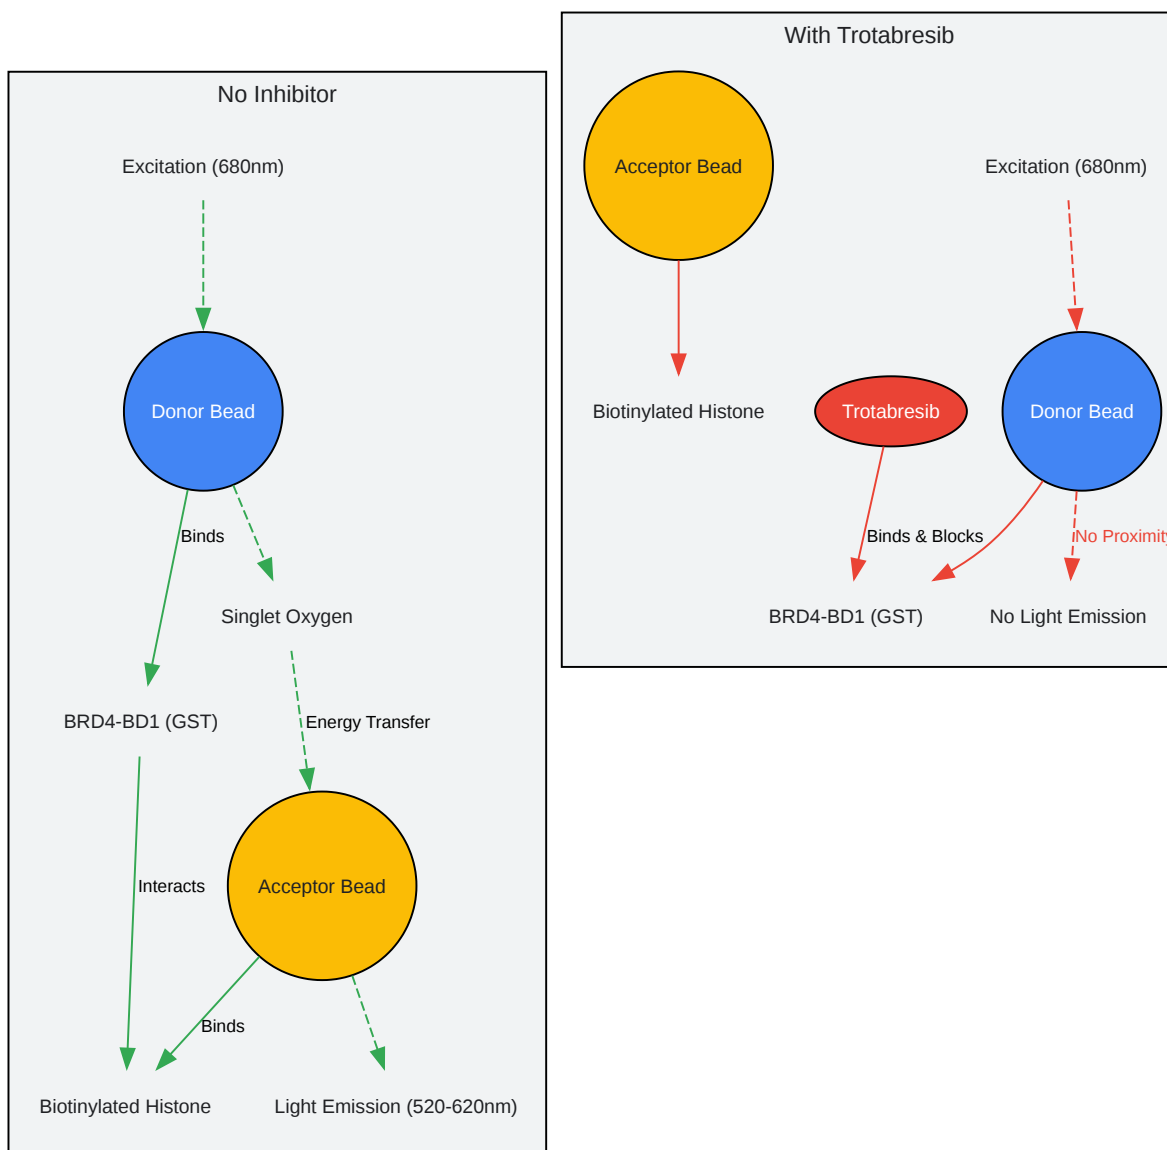 No Inhibitor
Excitation (680nm)
Donor Bead
Binds
Singlet Oxygen
BRD4-BD1 (GST)
Energy Transfer
Interacts
Acceptor Bead
Binds
Biotinylated Histone
Light Emission (520-620nm)
With Trotabresib
Acceptor Bead
Excitation (680nm)
Biotinylated Histone
Trotabresib
Donor Bead
Binds & Blocks
No Proximity
BRD4-BD1 (GST)
No Light Emission